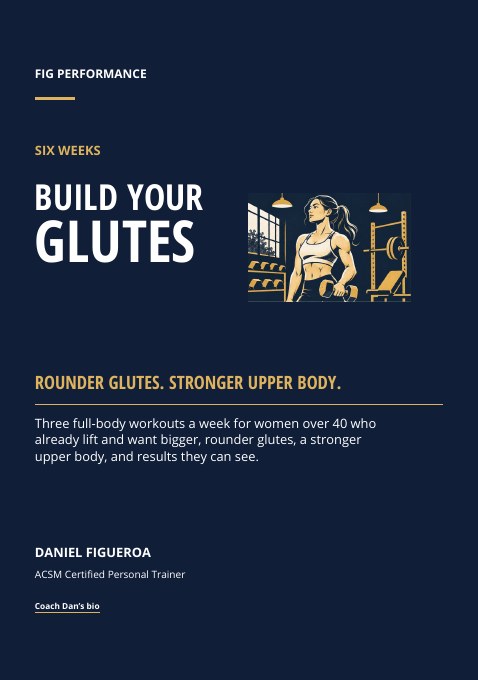 FIG PERFORMANCE
SIX WEEKS
BUILD YOUR
GLUTES
ROUNDER GLUTES. STRONGER UPPER BODY.
Three full-body workouts a week for women over 40 who
already lift and want bigger, rounder glutes, a stronger
upper body, and results they can see.
DANIEL FIGUEROA
ACSM Certified Personal Trainer
Coach Dan's bio